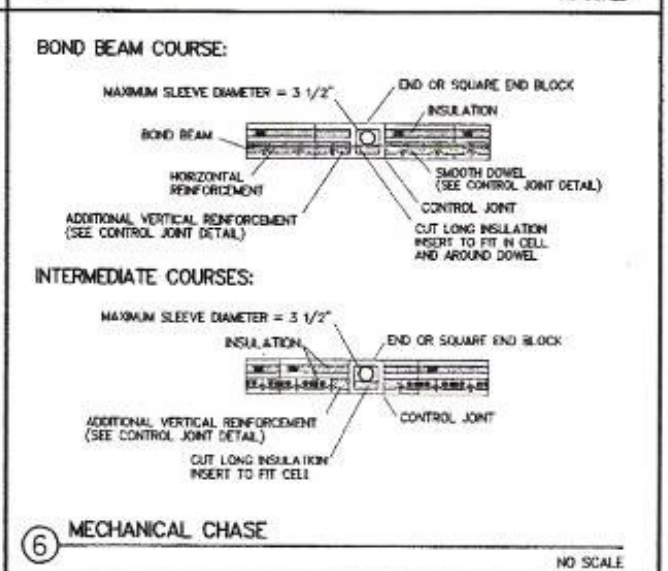 BOND BEAM COURSE:
MAXIMUM SLEEVE DIAMETER = 3 1/2"
END OR SQUARE END BLOCK
INSULATION
BOND BEAM
HORIZONTAL
REINFORCEMENT
SMOOTH DOWEL
(SEE CONTROL JOINT DETAIL)
CONTROL JOINT
ADDITIONAL VERTICAL REINFORCEMENT
(SEE CONTROL JOINT DETAIL)
CUT LONG INSULATION
INSERT TO FIT IN CELL
AND AROUND DOWEL
INTERMEDIATE COURSES:
MAXIMUM SLEEVE DIAMETER = 3 1/2"
INSULATION
END OR SQUARE END BLOCK
ADDITIONAL VERTICAL REINFORCEMENT
(SEE CONTROL JOINT DETAIL)
CONTROL JOINT
CUT LONG INSULATION
INSERT TO FIT CELL
6 MECHANICAL CHASE
NO SCALE